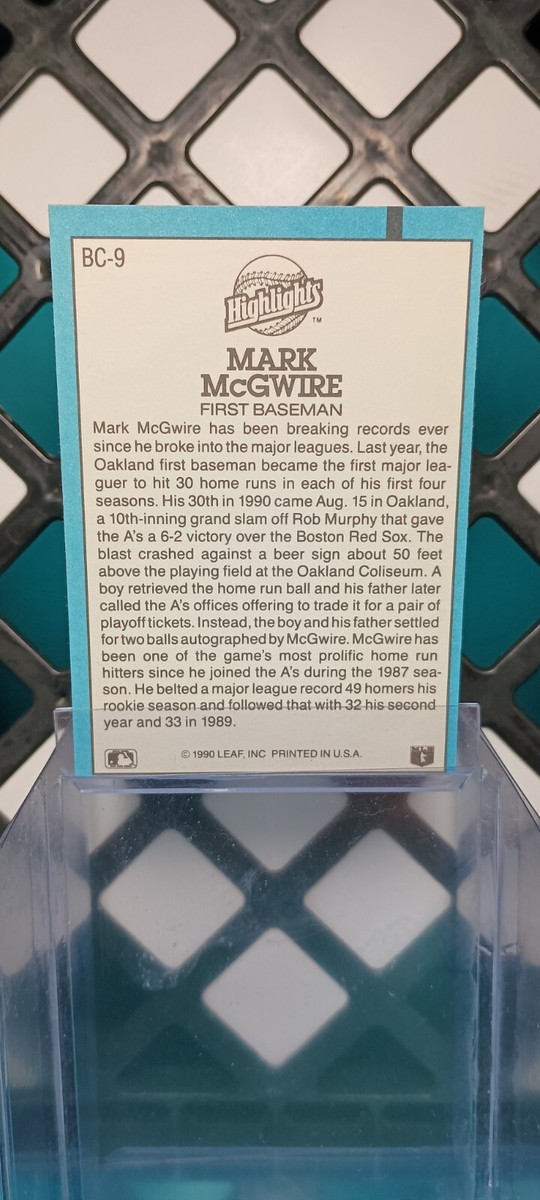 BC-9
Highlights™
MARK
McGWIRE
FIRST BASEMAN
Mark McGwire has been breaking records ever
since he broke into the major leagues. Last year, the
Oakland first baseman became the first major lea-
guer to hit 30 home runs in each of his first four
seasons. His 30th in 1990 came Aug. 15 in Oakland,
a 10th-inning grand slam off Rob Murphy that gave
the A's a 6-2 victory over the Boston Red Sox. The
blast crashed against a beer sign about 50 feet
above the playing field at the Oakland Coliseum. A
boy retrieved the home run ball and his father later
called the A's offices offering to trade it for a pair of
playoff tickets. Instead, the boy and his father settled
for two balls autographed by McGwire. McGwire has
been one of the game's most prolific home run
hitters since he joined the A's during the 1987 sea-
son. He belted a major league record 49 homers his
rookie season and followed that with 32 his second
year and 33 in 1989.
© 1990 LEAF, INC PRINTED IN U.S.A.